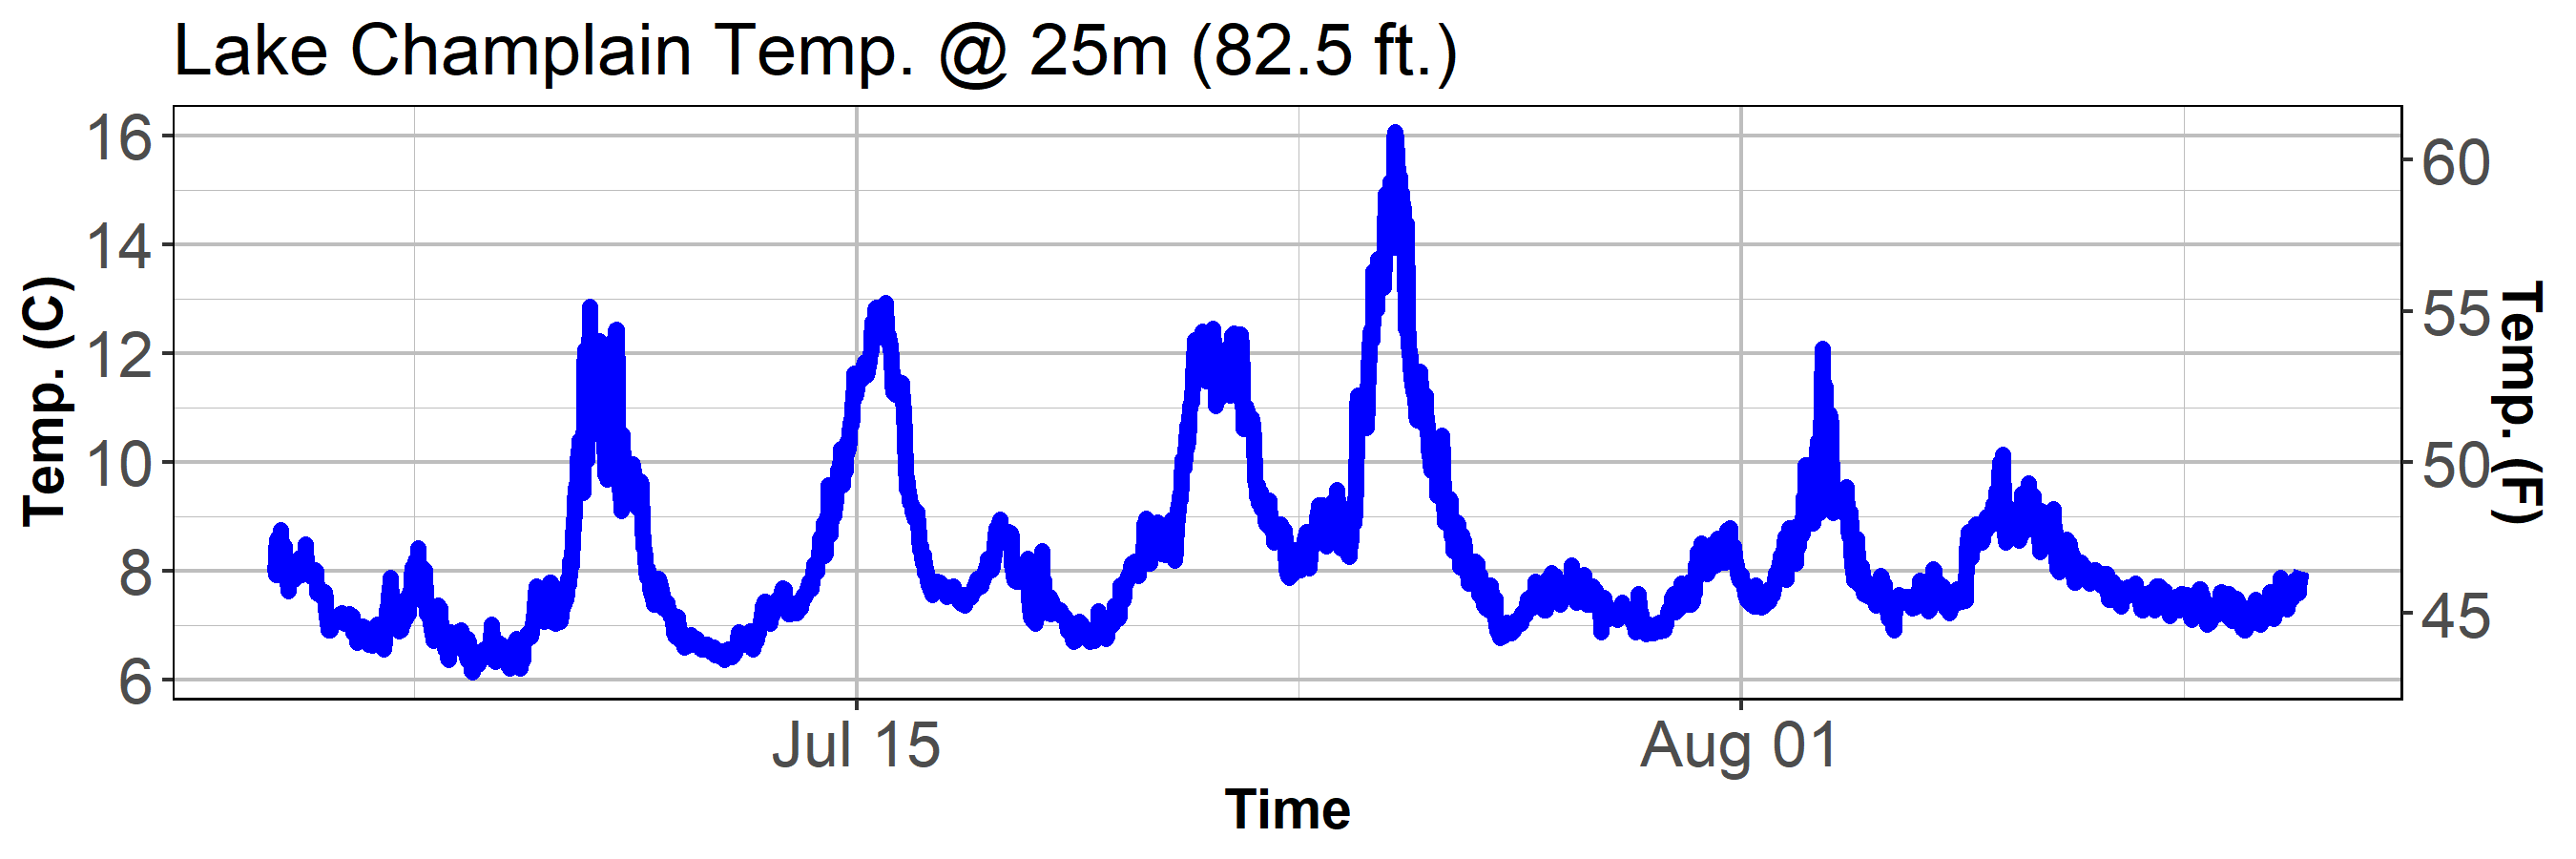 Lake Champlain Temp. @ 25m (82.5 ft.)
16
14
12
10
8
6
Temp. (C)
60
55
50
45
Temp. (F)
Jul 15
Aug 01
Time